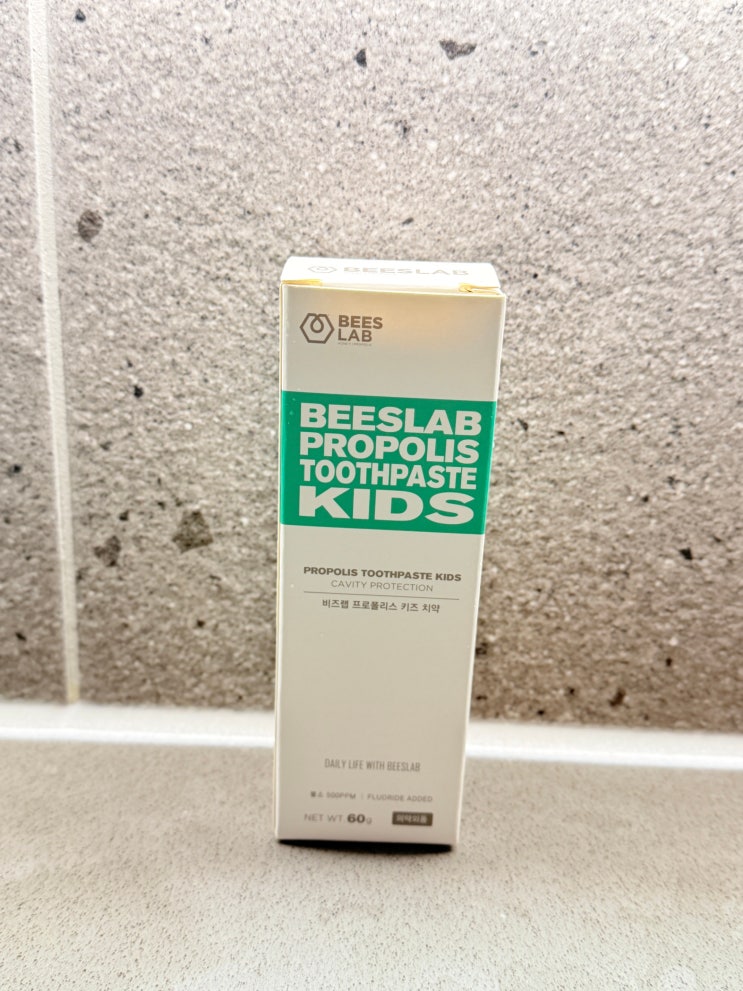 BEESLAB
BEES
LAB
BEESLAB
PROPOLIS
TOOTHPASTE
KIDS
PROPOLIS TOOTHPASTE KIDS
CAVITY PROTECTION
비즈랩 프로폴리스 키즈 치약
DAILY LIFE WITH BEESLAB
불소 500PPM | FLUORIDE ADDED
NET WT 60g
의약외품